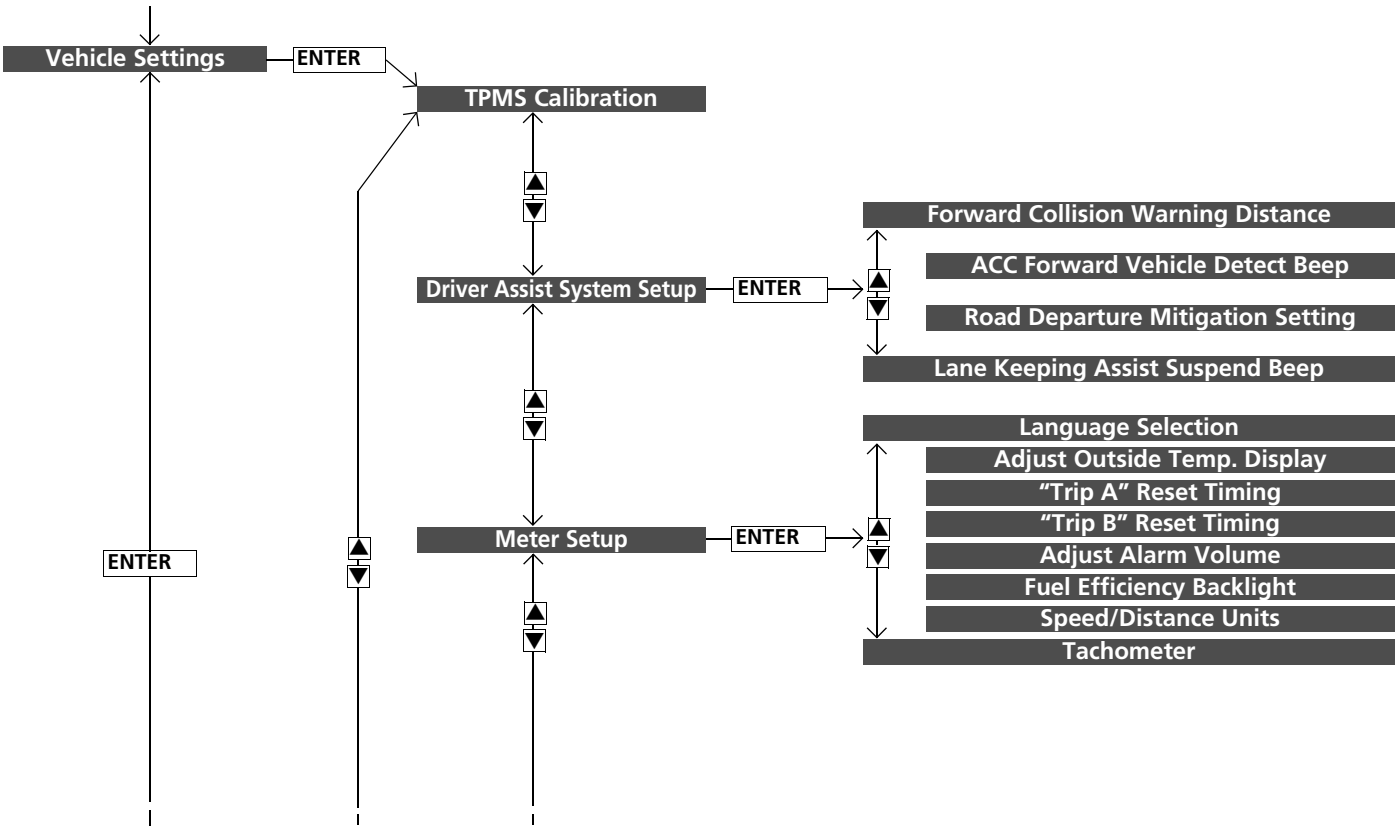 Vehicle Settings
ENTER
TPMS Calibration
Driver Assist System Setup
ENTER
Forward Collision Warning Distance
ACC Forward Vehicle Detect Beep
Road Departure Mitigation Setting
Lane Keeping Assist Suspend Beep
Meter Setup
ENTER
Language Selection
Adjust Outside Temp. Display
“Trip A” Reset Timing
“Trip B” Reset Timing
Adjust Alarm Volume
Fuel Efficiency Backlight
Speed/Distance Units
Tachometer
ENTER